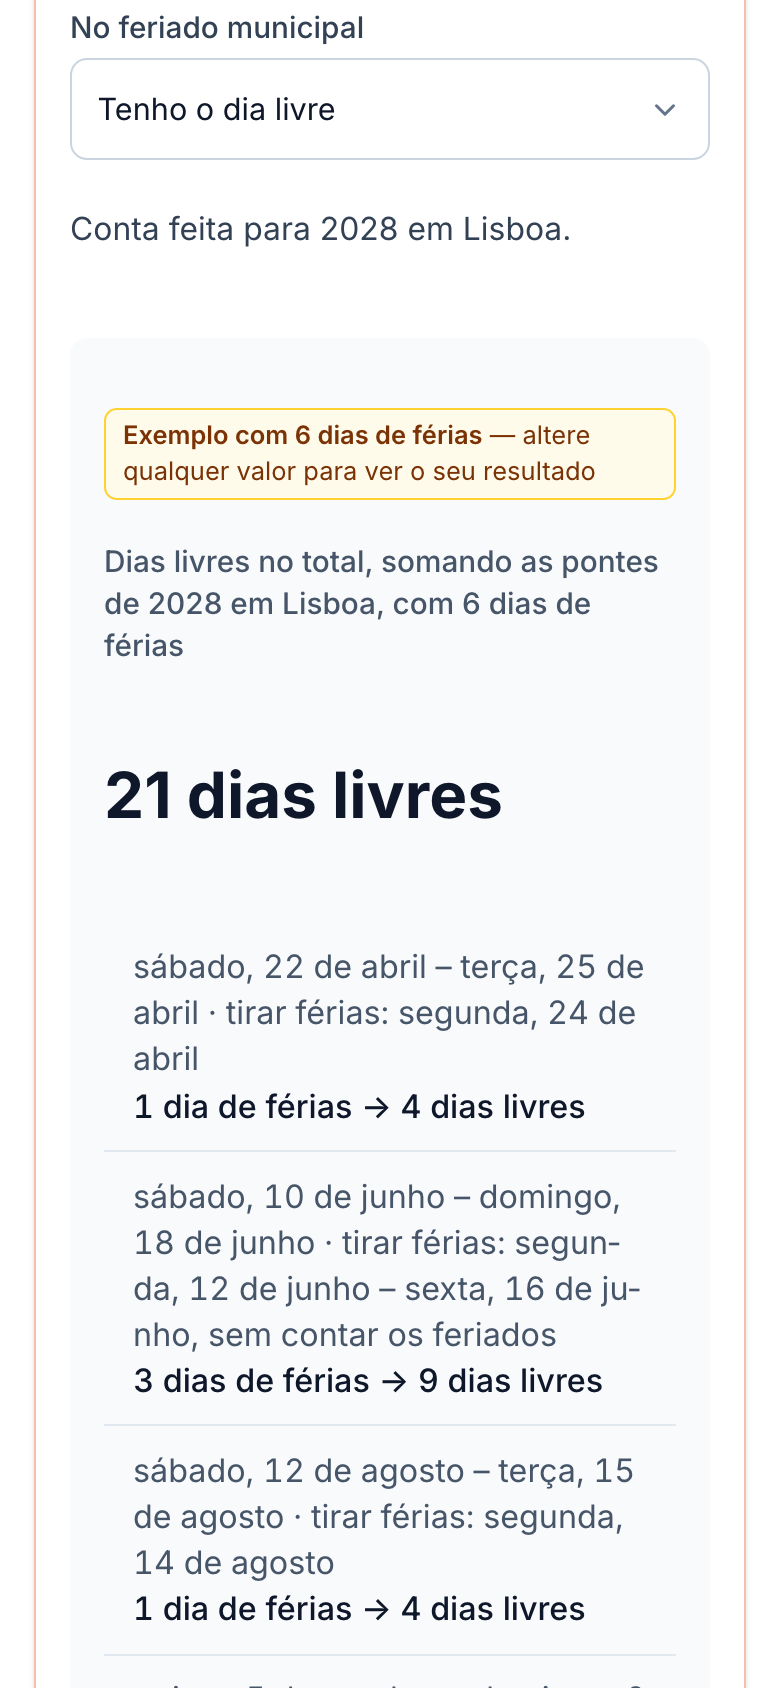 No feriado municipal
Tenho o dia livre
Conta feita para 2028 em Lisboa.
Exemplo com 6 dias de férias — altere
qualquer valor para ver o seu resultado
Dias livres no total, somando as pontes
de 2028 em Lisboa, com 6 dias de
férias
21 dias livres
sábado, 22 de abril – terça, 25 de
abril · tirar férias: segunda, 24 de
abril
1 dia de férias → 4 dias livres
sábado, 10 de junho – domingo,
18 de junho · tirar férias: segun-
da, 12 de junho – sexta, 16 de ju-
nho, sem contar os feriados
3 dias de férias → 9 dias livres
sábado, 12 de agosto – terça, 15
de agosto · tirar férias: segunda,
14 de agosto
1 dia de férias → 4 dias livres